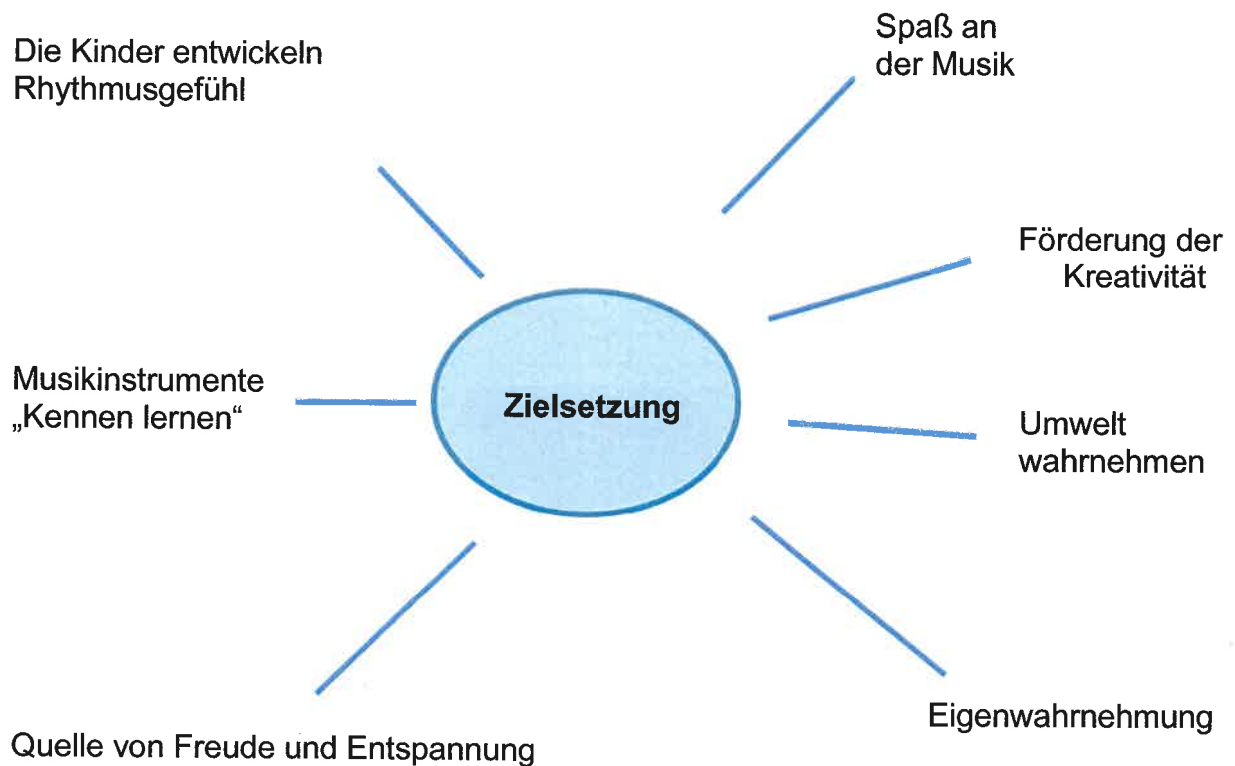 Die Kinder entwickeln
Rhythmusgefühl
Spaß an
der Musik
Förderung der
Kreativität
Musikinstrumente
„Kennen lernen“
Zielsetzung
Umwelt
wahrnehmen
Eigenwahrnehmung
Quelle von Freude und Entspannung